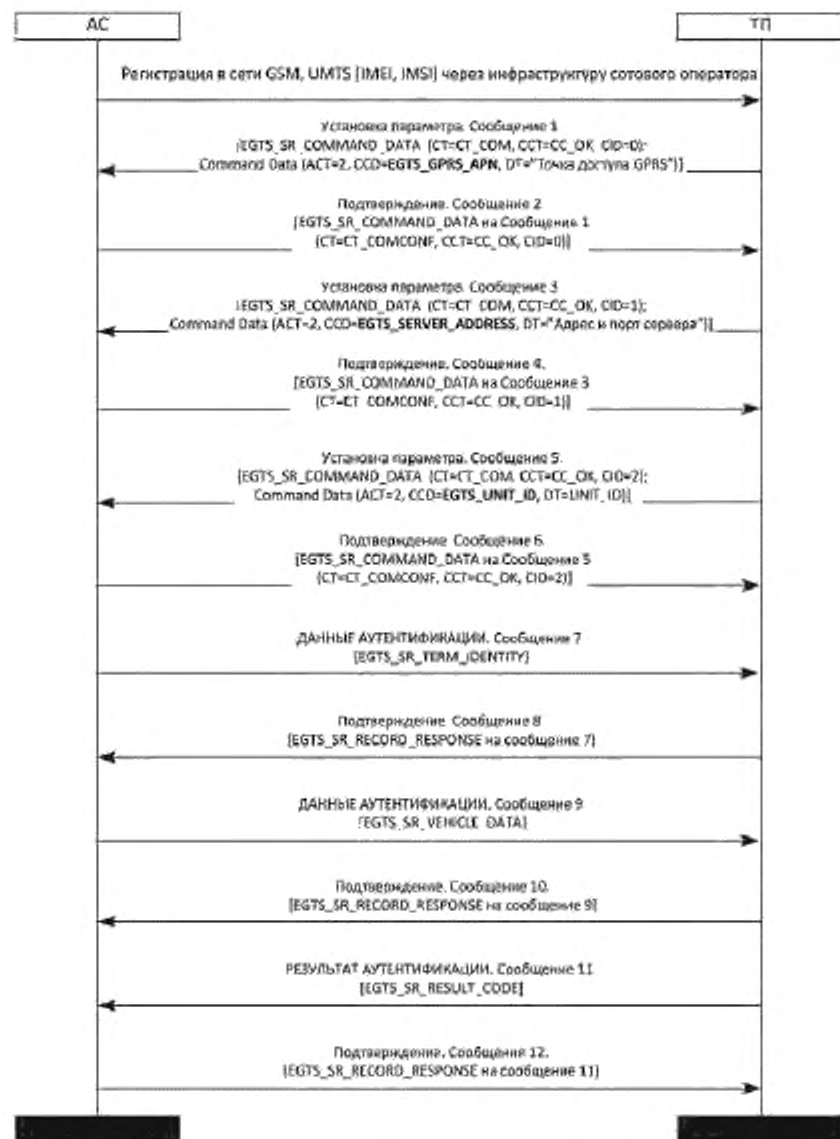 АС
ТП
Регистрация в сети GSM, UMTS [IMEI, IMSI] через инфраструктуру сотового оператора
Установка параметра. Сообщение 1
[EGTS_SR_COMMAND_DATA (CT=CT_COM, CCT=CC_OK, CID=0);
Command Data (ACT=2, CCD=EGTS_GPRS_APN, DT="Точка доступа GPRS")]
Подтверждение. Сообщение 2
[EGTS_SR_COMMAND_DATA на Сообщение 1
(CT=CT_COMCONF, CCT=CC_OK, CID=0)]
Установка параметра. Сообщение 3
[EGTS_SR_COMMAND_DATA (CT=CT_COM, CCT=CC_OK, CID=1);
Command Data (ACT=2, CCD=EGTS_SERVER_ADDRESS, DT="Адрес и порт сервера")]
Подтверждение. Сообщение 4.
[EGTS_SR_COMMAND_DATA на Сообщение 3
(CT=CT_COMCONF, CCT=CC_OK, CID=1)]
Установка параметра. Сообщение 5.
[EGTS_SR_COMMAND_DATA (CT=CT_COM, CCT=CC_OK, CID=2);
Command Data (ACT=2, CCD=EGTS_UNIT_ID, DT=UNIT_ID)]
Подтверждение. Сообщение 6.
[EGTS_SR_COMMAND_DATA на Сообщение 5
(CT=CT_COMCONF, CCT=CC_OK, CID=2)]
ДАННЫЕ АУТЕНТИФИКАЦИИ. Сообщение 7
[EGTS_SR_TERM_IDENTITY]
Подтверждение. Сообщение 8
[EGTS_SR_RECORD_RESPONSE на сообщение 7]
ДАННЫЕ АУТЕНТИФИКАЦИИ. Сообщение 9
[EGTS_SR_VEHICLE_DATA]
Подтверждение. Сообщение 10.
[EGTS_SR_RECORD_RESPONSE на сообщение 9]
РЕЗУЛЬТАТ АУТЕНТИФИКАЦИИ. Сообщение 11
[EGTS_SR_RESULT_CODE]
Подтверждение. Сообщения 12.
[EGTS_SR_RECORD_RESPONSE на сообщение 11]